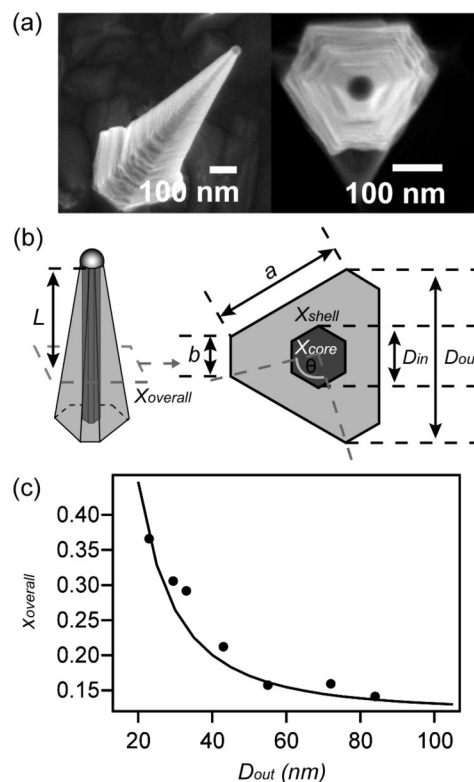 (a)
100 nm
100 nm
(b)
L
Xoverall
a
b
Xshell
Xcore
θ
Din
Dou
(c)
0.40
0.35
0.30
0.25
0.20
0.15
Xoverall
20
40
60
80
100
Dout (nm)